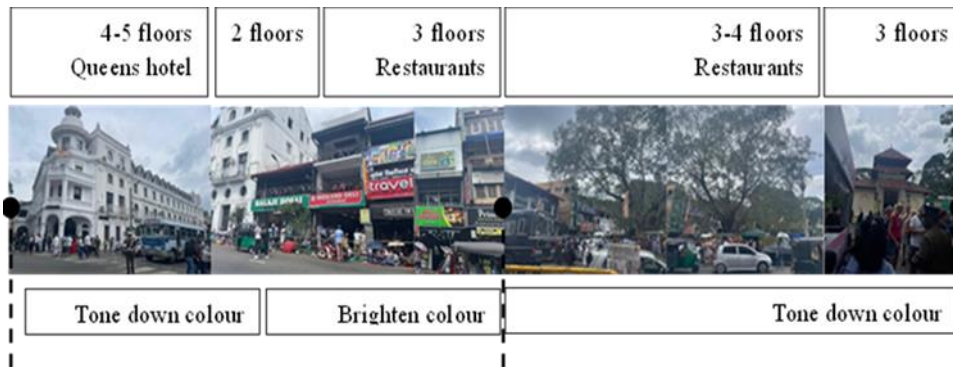 4-5 floors
Queens hotel
2 floors
3 floors
Restaurants
3-4 floors
Restaurants
3 floors
travel
Tone down colour
Brighten colour
Tone down colour